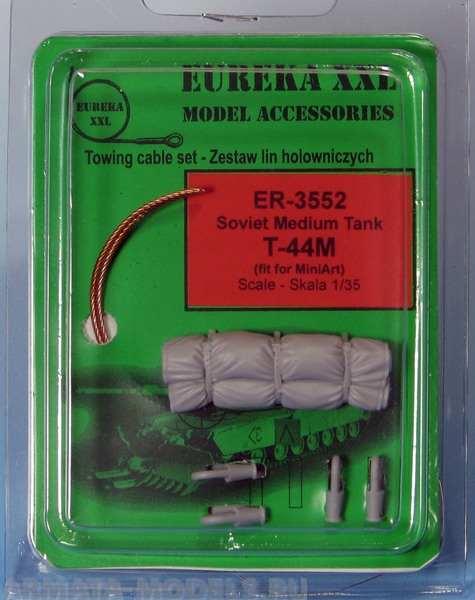 EUREKA XXL
MODEL ACCESSORIES
EUREKA
XXL
Towing cable set - Zestaw lin holowniczych
ER-3552
Soviet Medium Tank
T-44M
(fit for MiniArt)
Scale - Skala 1/35
ARMATA-MODELS.RU